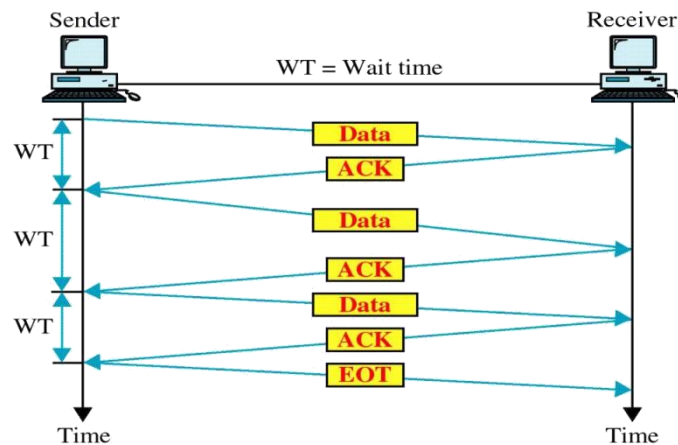 Sender
Receiver
WT = Wait time
Data
WT
ACK
Data
WT
ACK
Data
WT
ACK
EOT
Time
Time